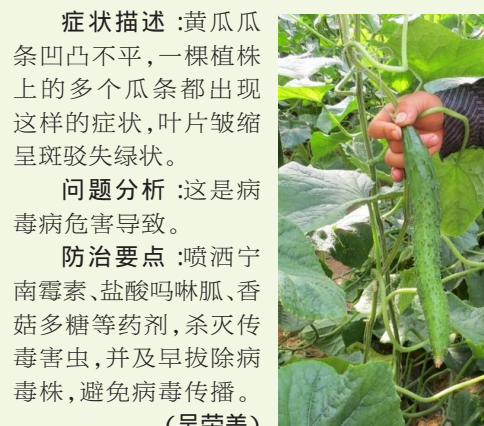 症状描述：黄瓜瓜
条凹凸不平，一棵植株
上的多个瓜条都出现
这样的症状，叶片皱缩
呈斑驳失绿状。
问题分析：这是病
毒病危害导致。
防治要点：喷洒宁
南霉素、盐酸吗啉胍、香
菇多糖等药剂，杀灭传
毒害虫，并及早拔除病
毒株，避免病毒传播。